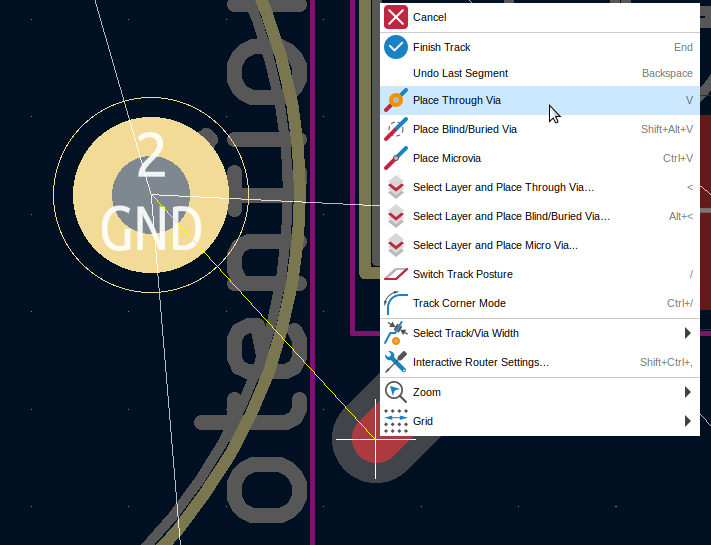 Cancel
Finish Track End
Undo Last Segment Backspace
Place Through Via V
Place Blind/Buried Via Shift+Alt+V
Place Microvia Ctrl+V
Select Layer and Place Through Via... <
Select Layer and Place Blind/Buried Via... Alt+<
Select Layer and Place Micro Via...
Switch Track Posture /
Track Corner Mode Ctrl+/
Select Track/Via Width
Interactive Router Settings... Shift+Ctrl+,
Zoom
Grid
2
GND